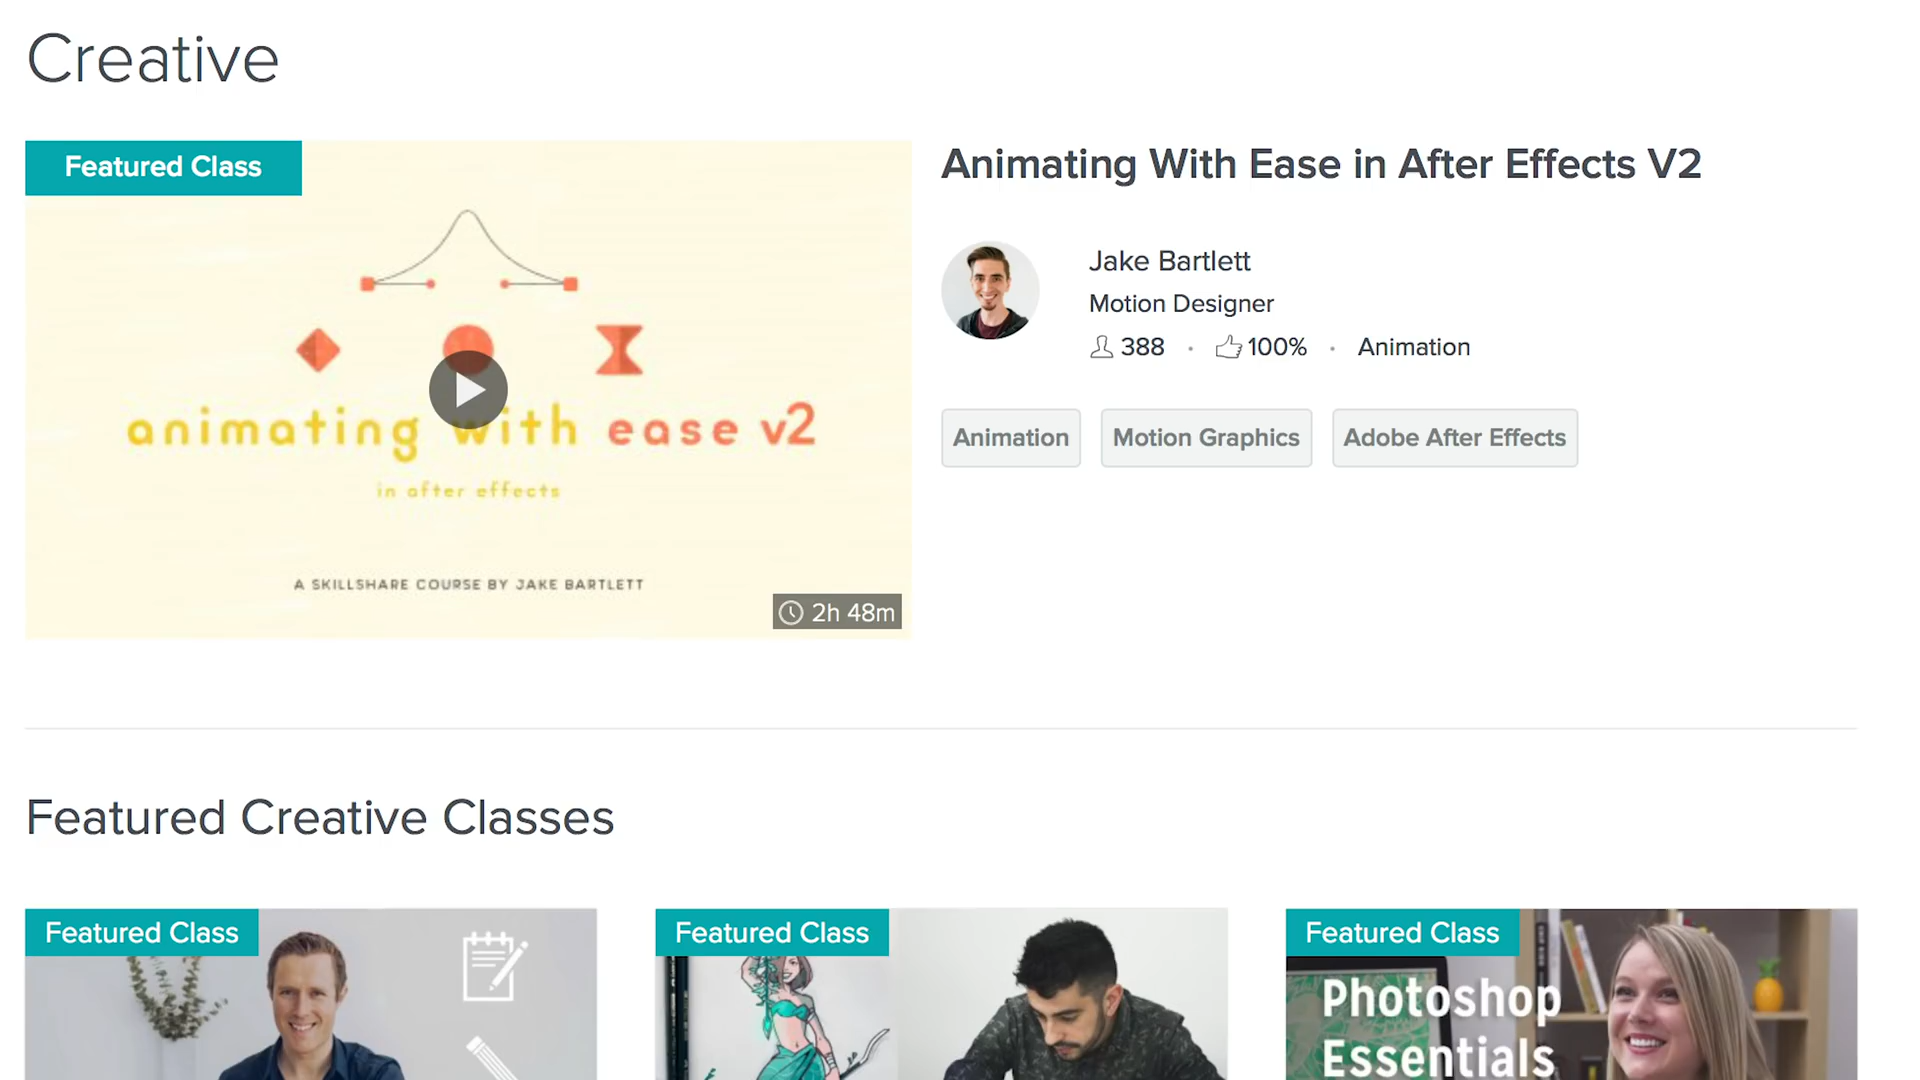 Creative
Featured Class
animating with ease v2
in after effects
A SKILLSHARE COURSE BY JAKE BARTLETT
2h 48m
Animating With Ease in After Effects V2
Jake Bartlett
Motion Designer
388 · 100% · Animation
Animation
Motion Graphics
Adobe After Effects
Featured Creative Classes
Featured Class
Featured Class
Featured Class
Photoshop
Essentials